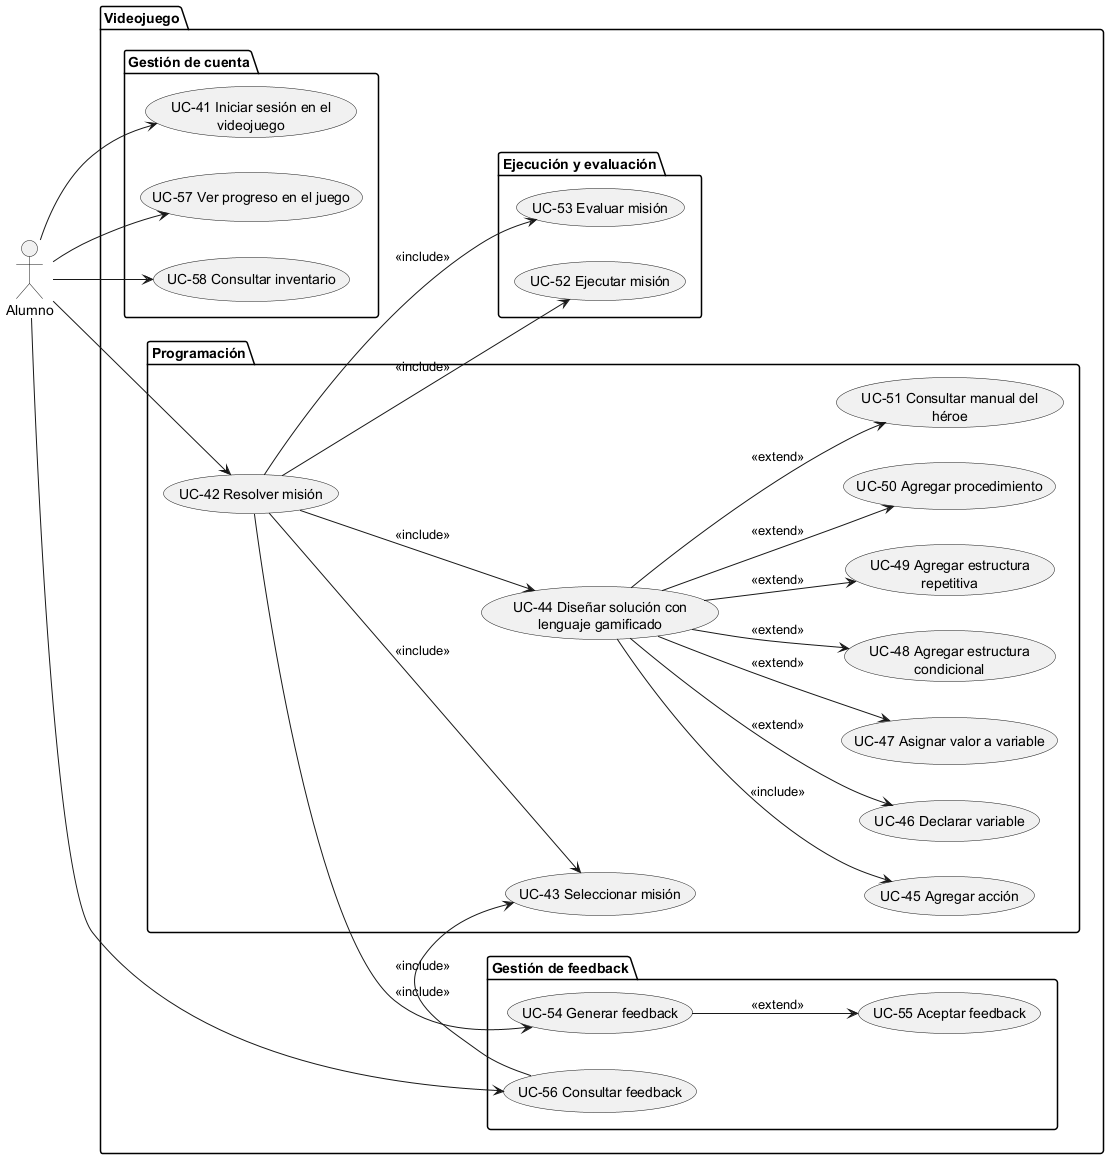 Videojuego
Gestión de cuenta
UC-41 Iniciar sesión en el
videojuego
UC-57 Ver progreso en el juego
UC-58 Consultar inventario
Alumno
Ejecución y evaluación
UC-53 Evaluar misión
UC-52 Ejecutar misión
«include»
«include»
Programación
UC-42 Resolver misión
«include»
«include»
UC-44 Diseñar solución con
lenguaje gamificado
«extend»
UC-51 Consultar manual del
héroe
«extend»
UC-50 Agregar procedimiento
«extend»
UC-49 Agregar estructura
repetitiva
«extend»
UC-48 Agregar estructura
condicional
«extend»
UC-47 Asignar valor a variable
«extend»
UC-46 Declarar variable
«include»
UC-45 Agregar acción
UC-43 Seleccionar misión
«include»
«include»
Gestión de feedback
UC-54 Generar feedback
«extend»
UC-55 Aceptar feedback
UC-56 Consultar feedback